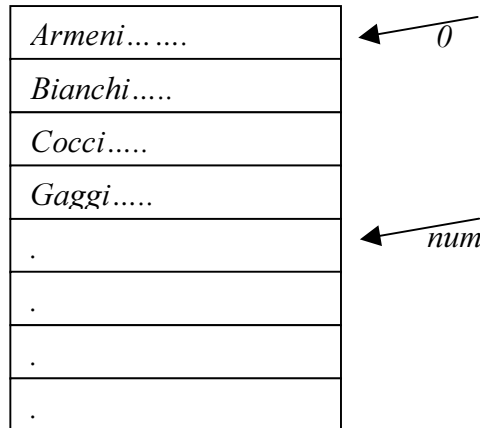 Armeni……. 0
Bianchi…..
Cocci…..
Gaggi…..
. num
.
.
.